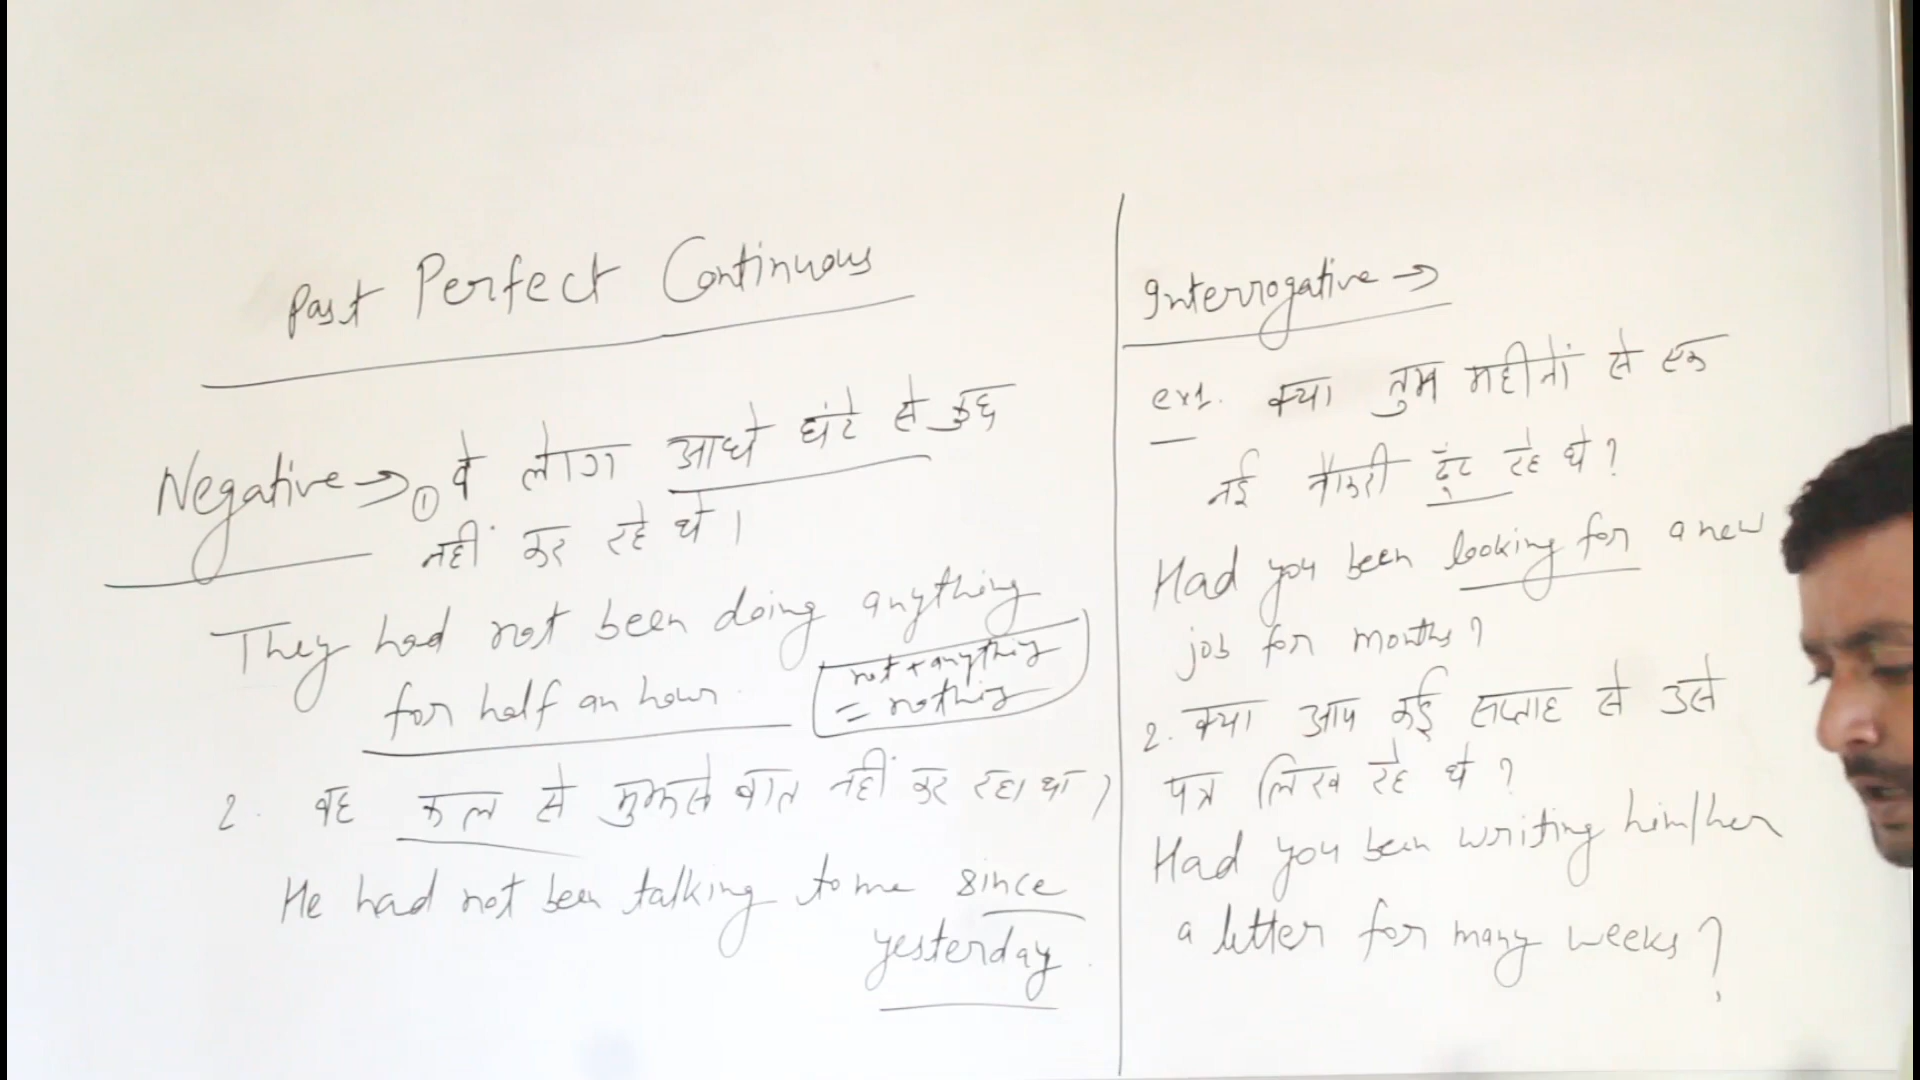 Past Perfect Continuous
Negative → ① वे लोग आधे घंटे से कुछ
नहीं कर रहे थे।
They had not been doing anything
for half an hour.
not + anything
= nothing
2. वह कल से मुझसे बात नहीं कर रहा था।
He had not been talking to me since
yesterday.
Interrogative →
ex1. क्या तुम महीनों से एक
नई नौकरी ढूंट रहे थे?
Had you been looking for a new
job for months?
2. क्या आप कई सप्ताह से उसे
पत्र लिख रहे थे?
Had you been writing him/her
a letter for many weeks?